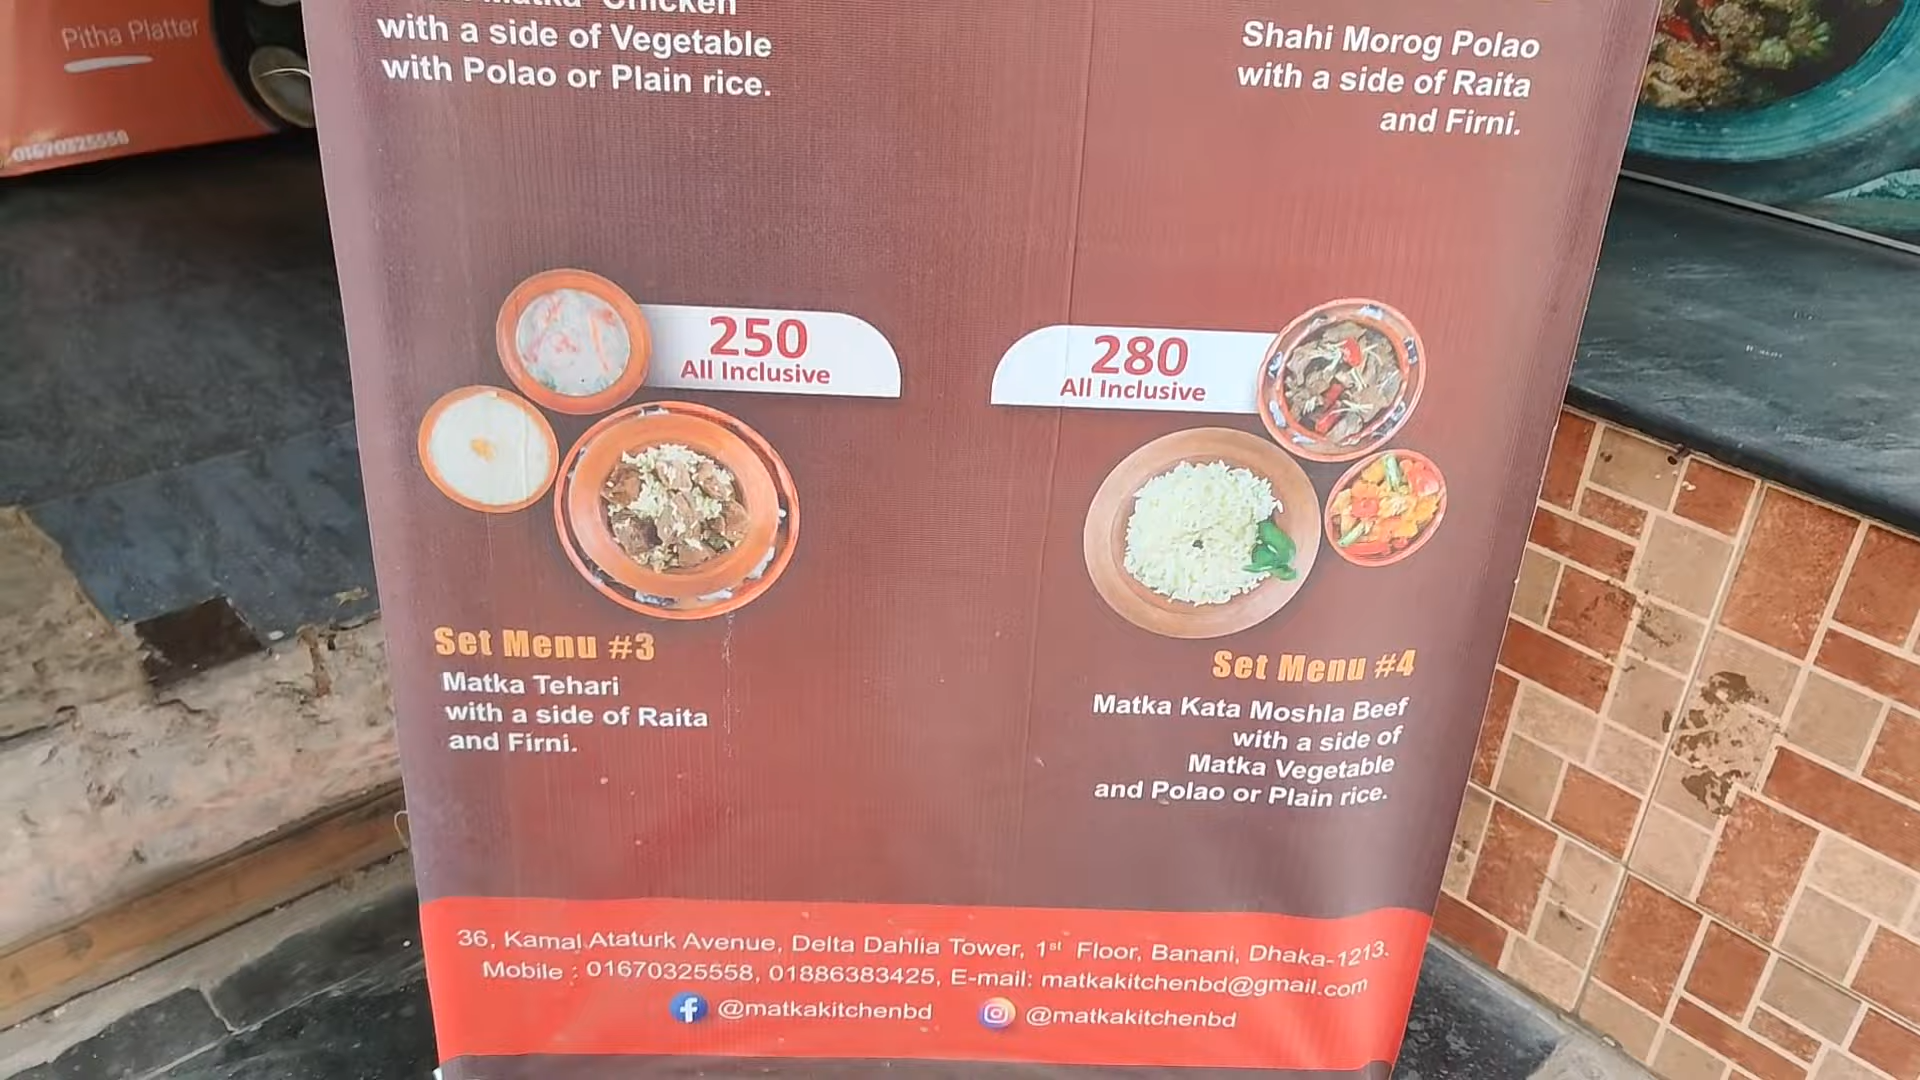 Pitha Platter
01670325558
Chicken
with a side of Vegetable
with Polao or Plain rice.
Shahi Morog Polao
with a side of Raita
and Firni.
250
All Inclusive
280
All Inclusive
Set Menu #3
Matka Tehari
with a side of Raita
and Firni.
Set Menu #4
Matka Kata Moshla Beef
with a side of
Matka Vegetable
and Polao or Plain rice.
36, Kamal Ataturk Avenue, Delta Dahlia Tower, 1st Floor, Banani, Dhaka-1213.
Mobile : 01670325558, 01886383425, E-mail: matkakitchenbd@gmail.com
@matkakitchenbd @matkakitchenbd